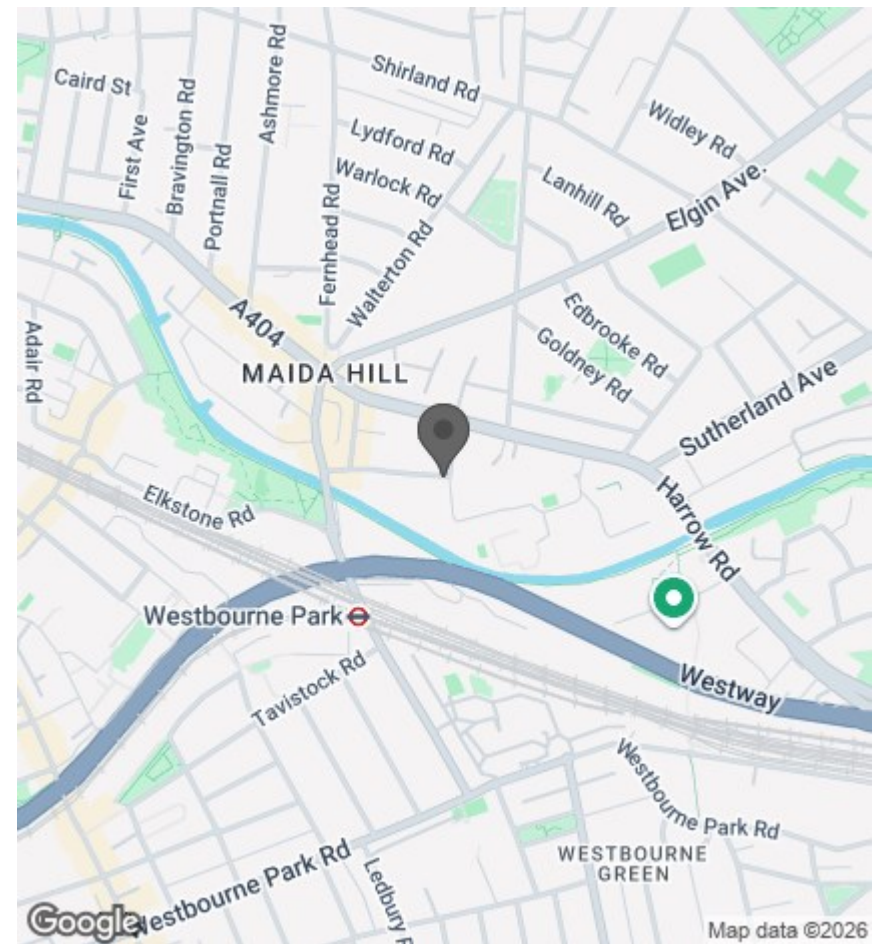 Caird St
First Ave
Bravington Rd
Portnall Rd
Ashmore Rd
Shirland Rd
Lydford Rd
Warlock Rd
Fernhead Rd
Walterton Rd
Lanhill Rd
Widley Rd
Elgin Ave.
A404
Adair Rd
MAIDA HILL
Edbrooke Rd
Goldney Rd
Sutherland Ave
Elkstone Rd
Harrow Rd
Westbourne Park
Tavistock Rd
Westway
Westbourne Park Rd
WESTBOURNE
GREEN
Westbourne Park Rd
Ledbury R
Google
Map data ©2026